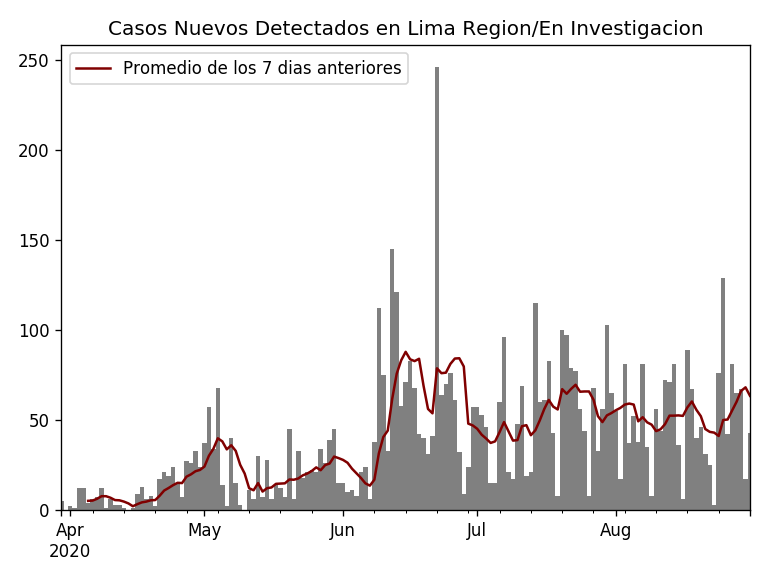 Casos Nuevos Detectados en Lima Region/En Investigacion
Promedio de los 7 dias anteriores
250
200
150
100
50
0
Apr May Jun Jul Aug
2020